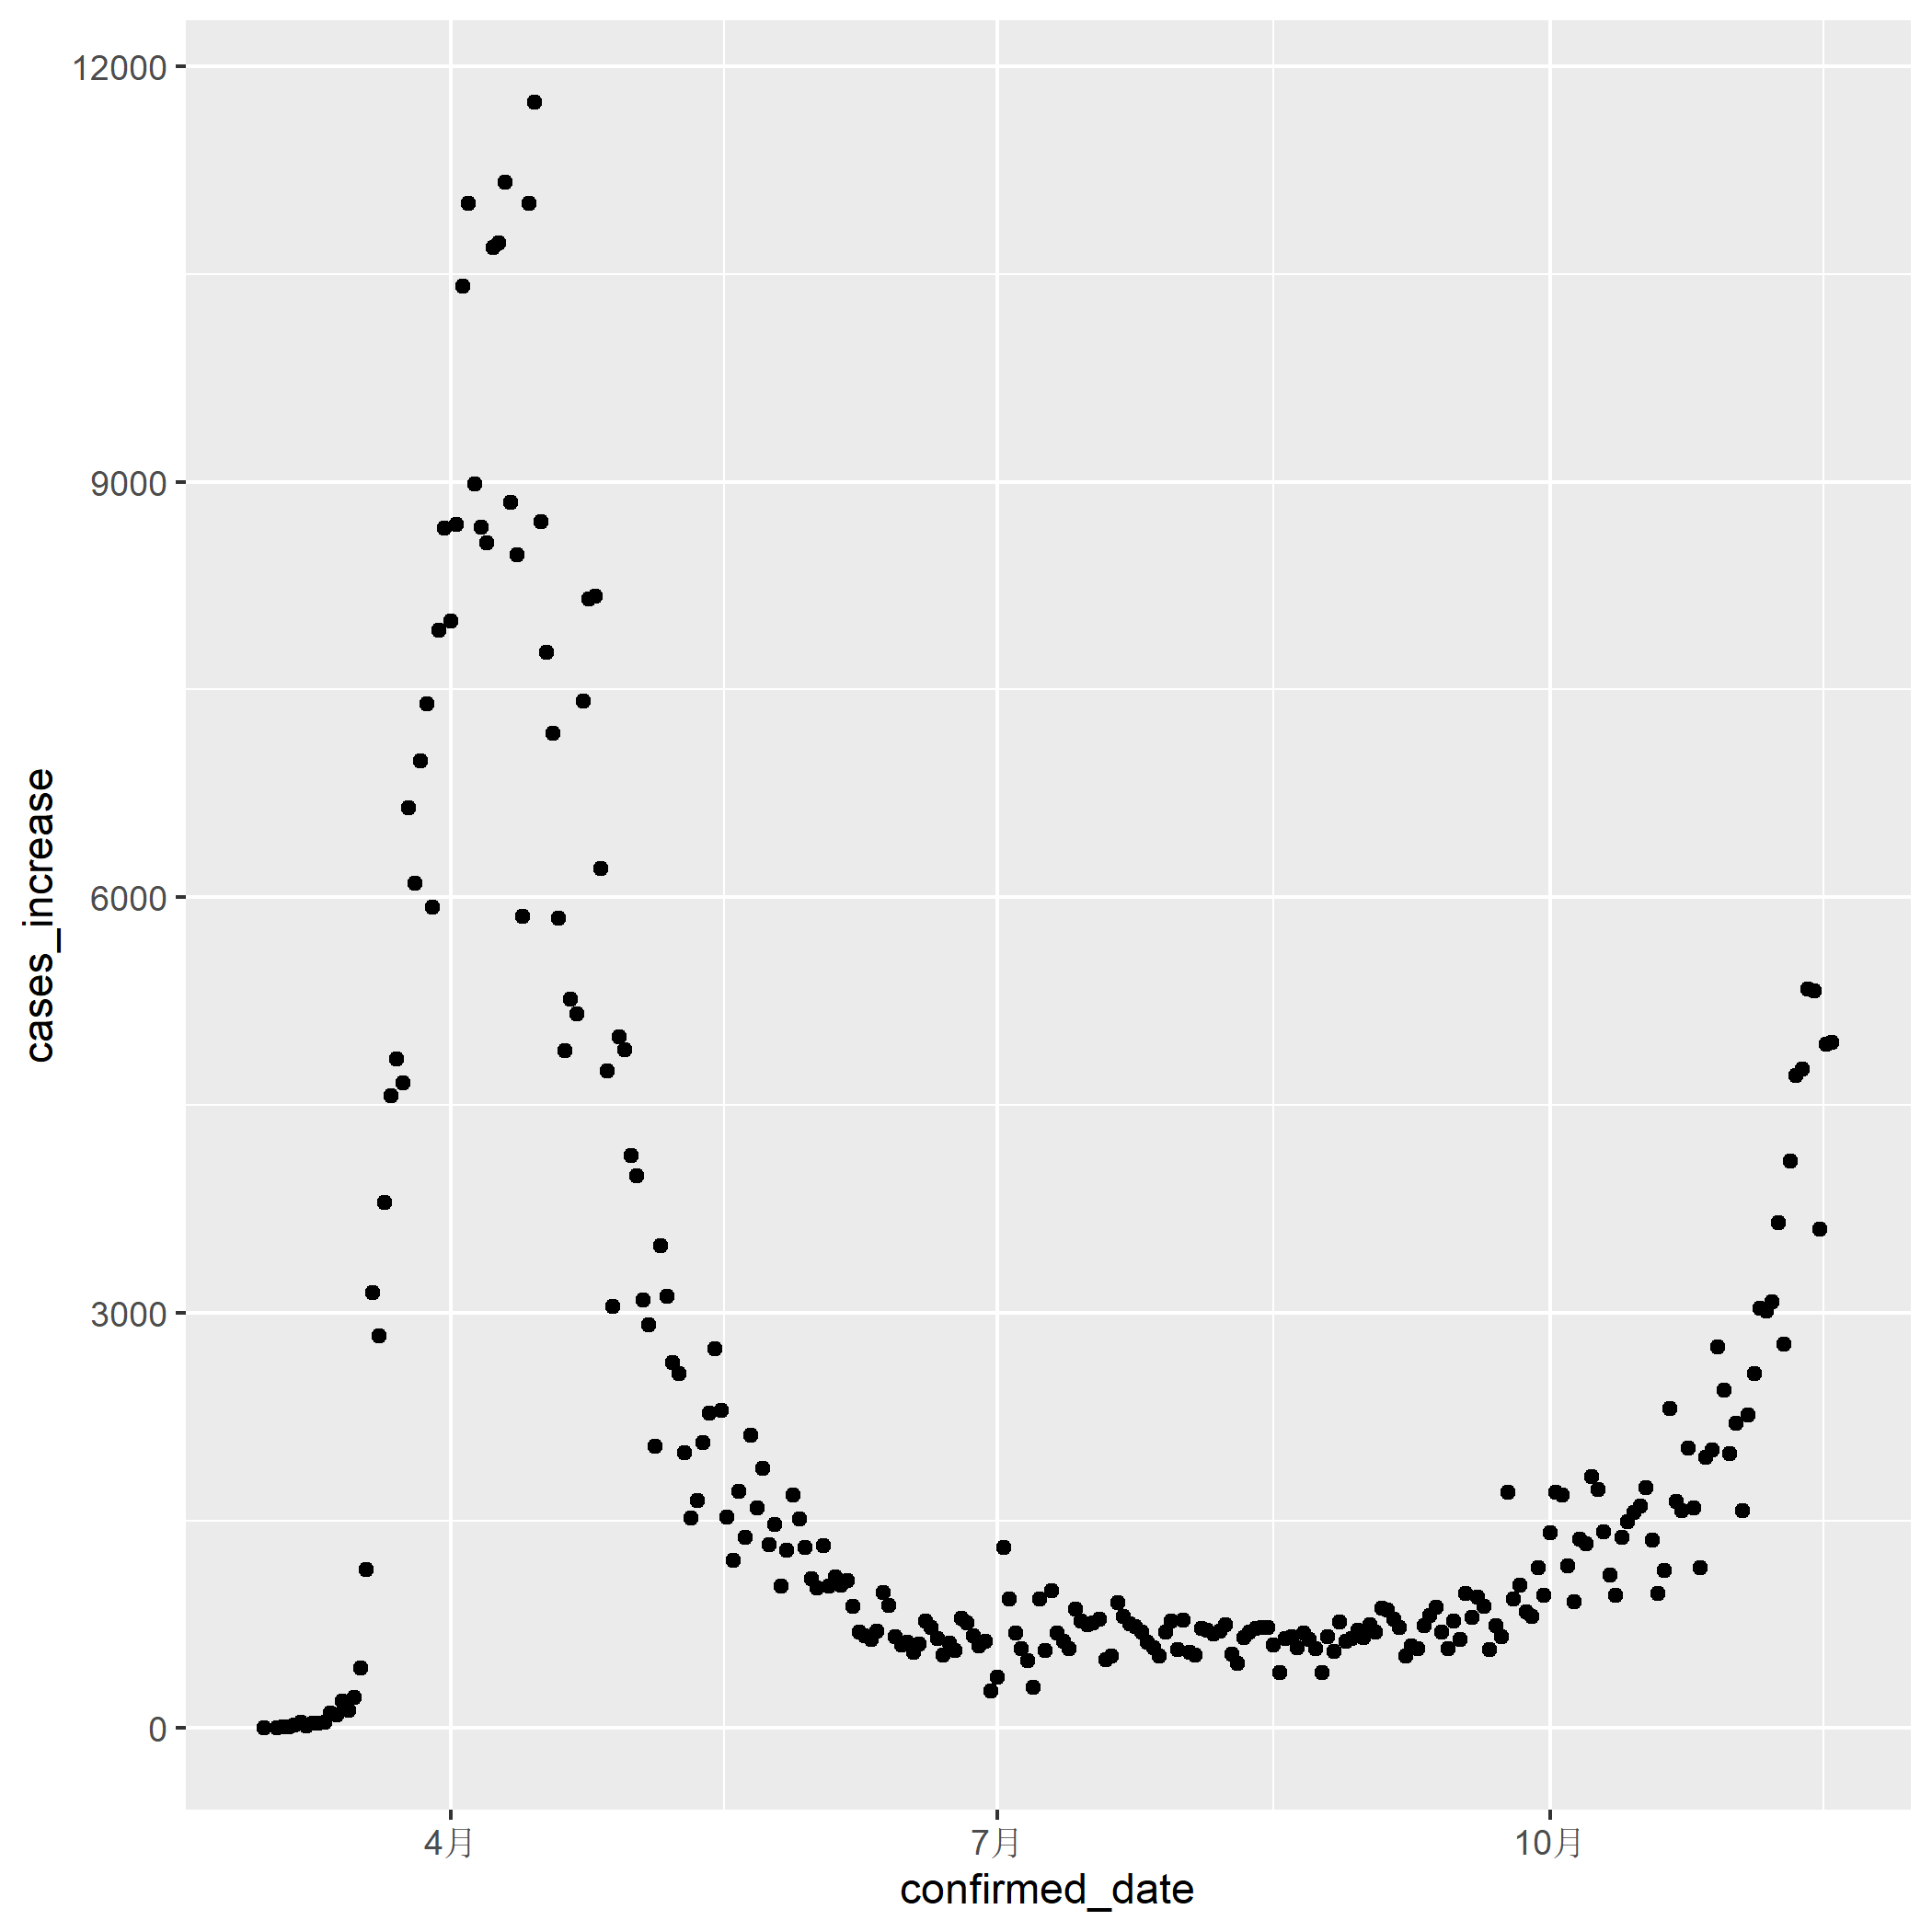 12000
9000
6000
3000
0
cases_increase
4月
7月
10月
confirmed_date